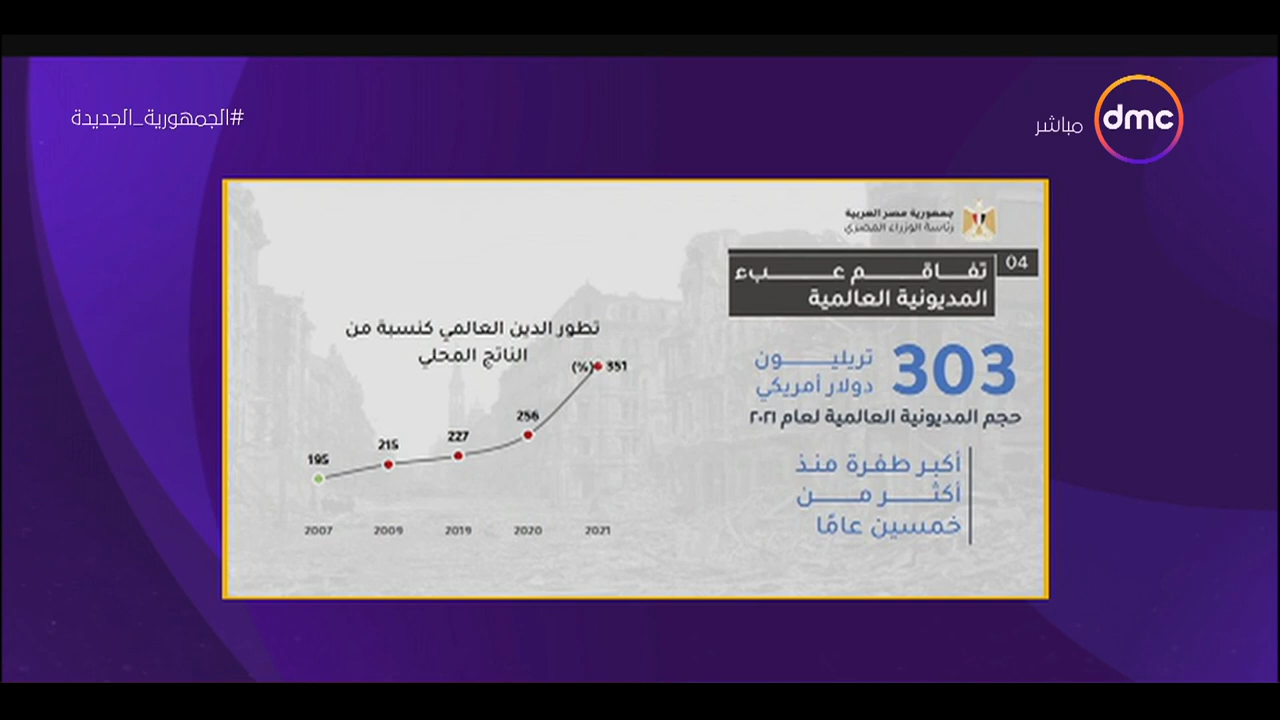 #الجمهورية_الجديدة
مباشر
dmc
جمهورية مصر العربية
رئاسة الوزراء المصري
04
تفاقم عبء
المديونية العالمية
303
تريليون
دولار أمريكي
حجم المديونية العالمية لعام ٢٠٢١
أكبر طفرة منذ
أكثر من
خمسين عامًا
تطور الدين العالمي كنسبة من
الناتج المحلي
(%) 351
256
227
215
195
2007 2009 2019 2020 2021